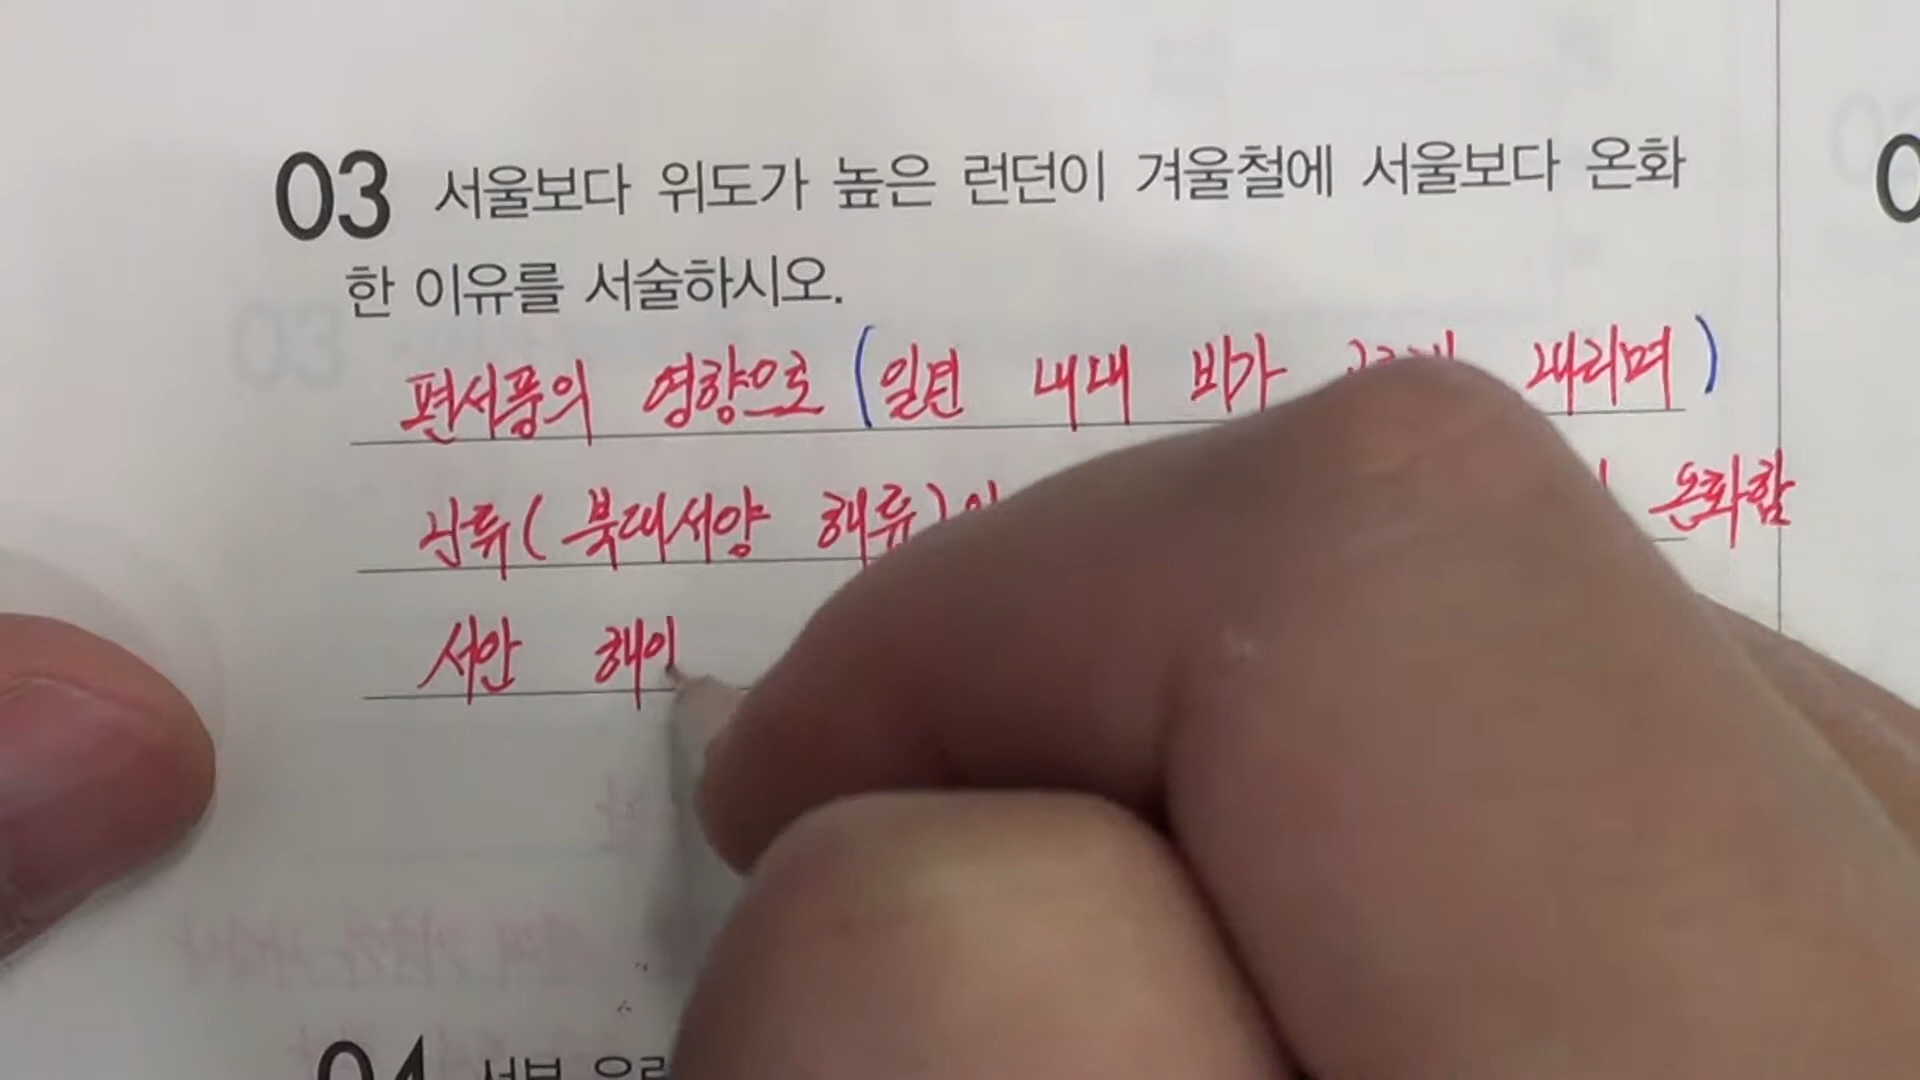 03 서울보다 위도가 높은 런던이 겨울철에 서울보다 온화
한 이유를 서술하시오.
편서풍의 영향으로 (일년 내내 비가 내리며)
난류(북대서양 해류) 온화함
서안 해이
04 서부